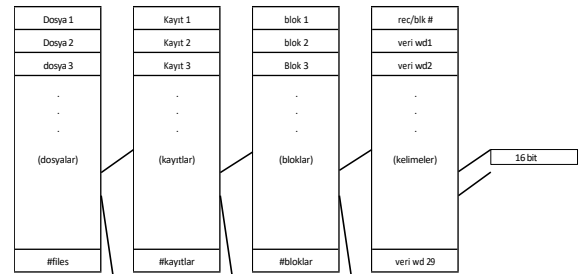 Dosya 1
Kayıt 1
blok 1
rec/blk #
Dosya 2
Kayıt 2
blok 2
veri wd1
dosya 3
Kayıt 3
Blok 3
veri wd2
.
.
.
.
.
.
.
.
.
.
.
.
(dosyalar)
(kayıtlar)
(bloklar)
(kelimeler)
16 bit
#files
#kayıtlar
#bloklar
veri wd 29